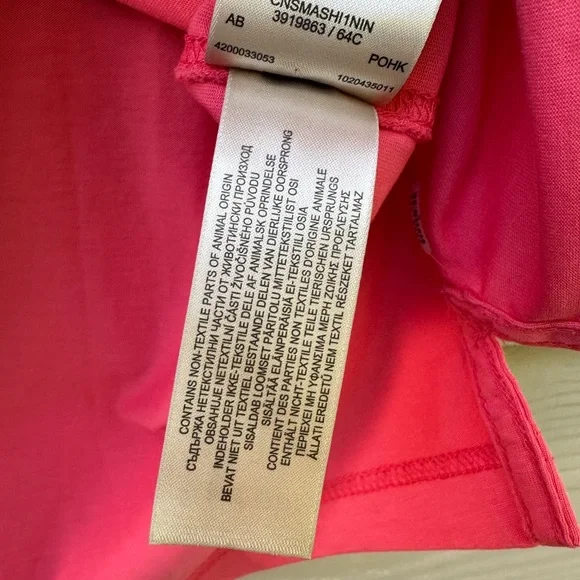 CNSMASHI1NIN
3919863 / 64C
AB
POHK
4200033053
1020435011
CONTAINS NON-TEXTILE PARTS OF ANIMAL ORIGIN
СЪДЪРЖА НЕТЕКСТИЛНИ ЧАСТИ ОТ ЖИВОТИНСКИ ПРОИЗХОД
OBSAHUJE NETEXTILNÍ ČÁSTI ŽIVOČIŠNÉHO PŮVODU
INDEHOLDER IKKE-TEKSTILE DELE AF ANIMALSK OPRINDELSE
BEVAT NIET UIT TEXTIEL BESTAANDE DELEN VAN DIERLIJKE OORSPRONG
SISALDAB LOOMSET PÄRITOLU MITTETEKSTIILIST OSI
SISÄLTÄÄ ELÄINPERÄISIÄ EI-TEKSTIILI OSIA
CONTIENT DES PARTIES NON TEXTILES D'ORIGINE ANIMALE
ENTHÄLT NICHT-TEXTILE TEILE TIERISCHEN URSPRUNGS
ΠΕΡΙΕΧΕΙ ΜΗ ΥΦΑΝΣΙΜΑ ΜΕΡΗ ΖΩΙΚΗΣ ΠΡΟΕΛΕΥΣΗΣ
ÁLLATI EREDETŰ NEM TEXTIL RÉSZEKET TARTALMAZ